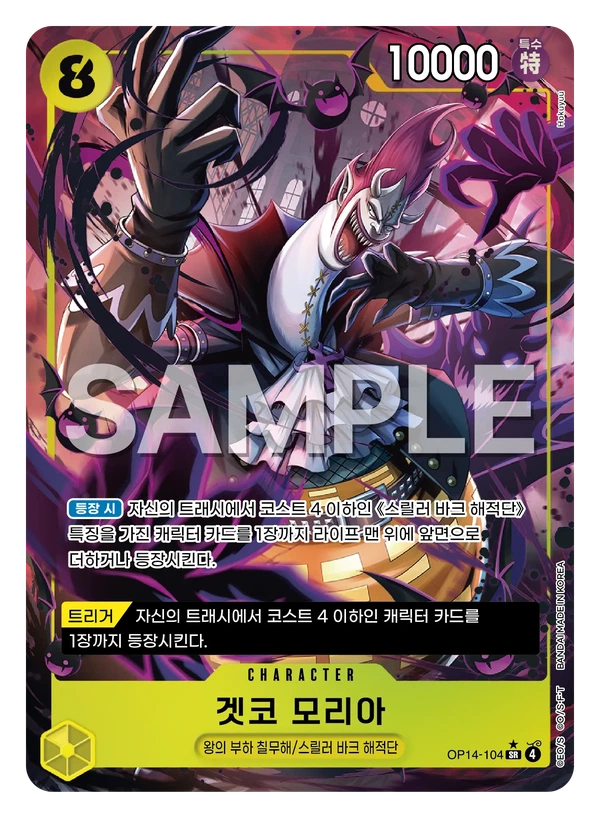 8
10000
특수
特
Hokuyuu
SAMPLE
등장 시 자신의 트래시에서 코스트 4 이하인 《스릴러 바크 해적단》
특징을 가진 캐릭터 카드를 1장까지 라이프 맨 위에 앞면으로
더하거나 등장시킨다.
트리거 자신의 트래시에서 코스트 4 이하인 캐릭터 카드를
1장까지 등장시킨다.
CHARACTER
겟코 모리아
왕의 부하 칠무해/스릴러 바크 해적단
OP14-104 SR 4
©EO/S ©O/S·F·T BANDAI MADE IN KOREA